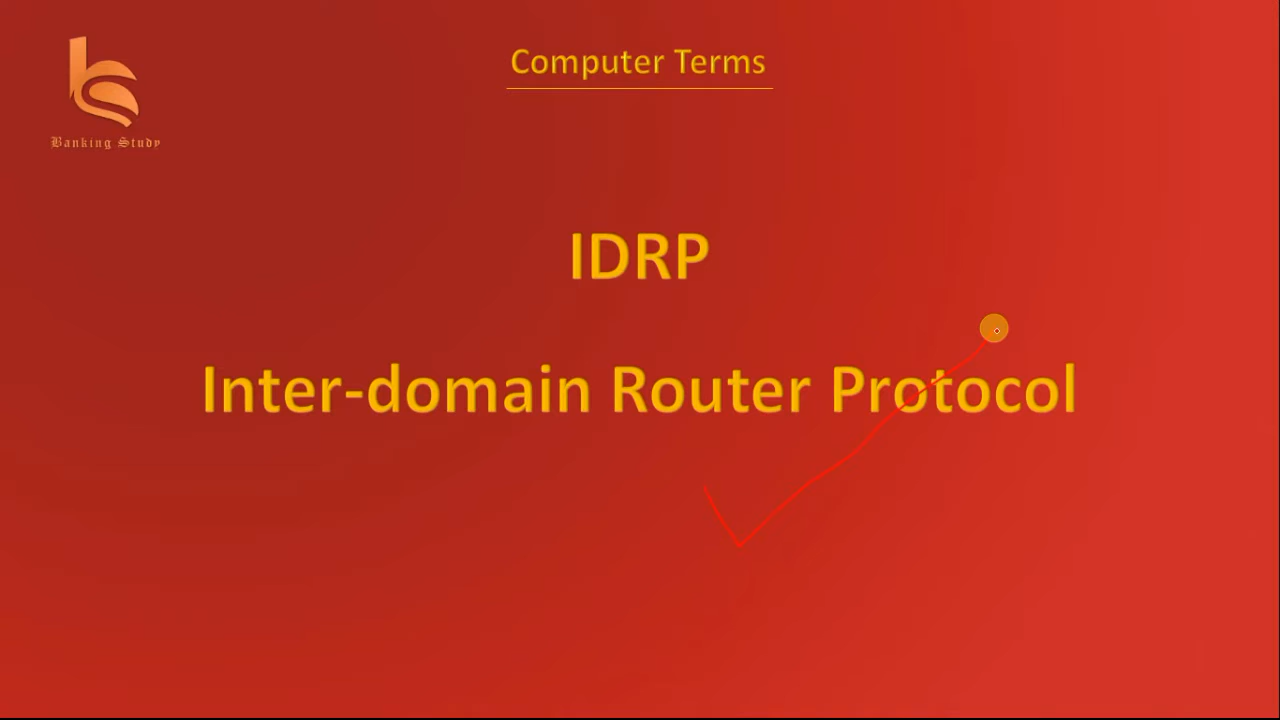 Computer Terms
Banking Study
IDRP
Inter-domain Router Protocol